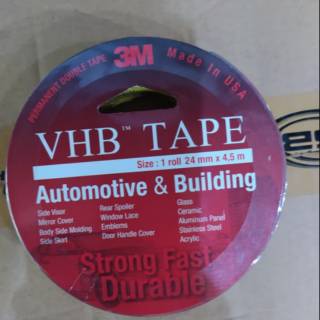 PERMANENT DOUBLE TAPE 3M Made In USA
VHB™ TAPE
Size : 1 roll 24 mm x 4,5 m
Automotive & Building
Side Visor
Mirror Cover
Body Side Molding
Side Skirt
Rear Spoiler
Window Lace
Emblems
Door Handle Cover
Glass
Ceramic
Aluminum Panel
Stainless Steel
Acrylic
Strong Fast
Durable